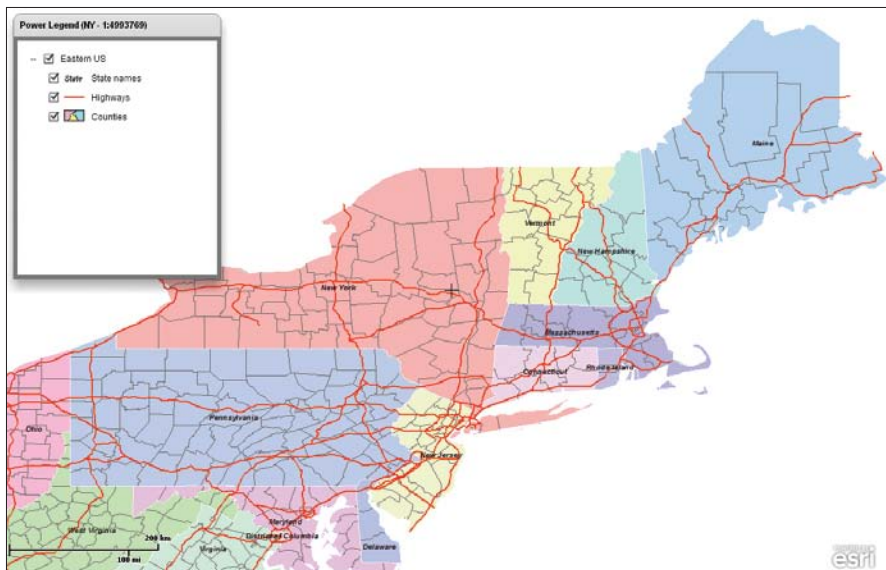 Power Legend (NY - 1:4993769)
Eastern US
State State names
Highways
Counties
Maine
Vermont
New Hampshire
New York
Massachusetts
Connecticut
Rhode Island
Pennsylvania
Ohio
New Jersey
West Virginia
Maryland
District of Columbia
Virginia
Delaware
200 km
100 mi
esri